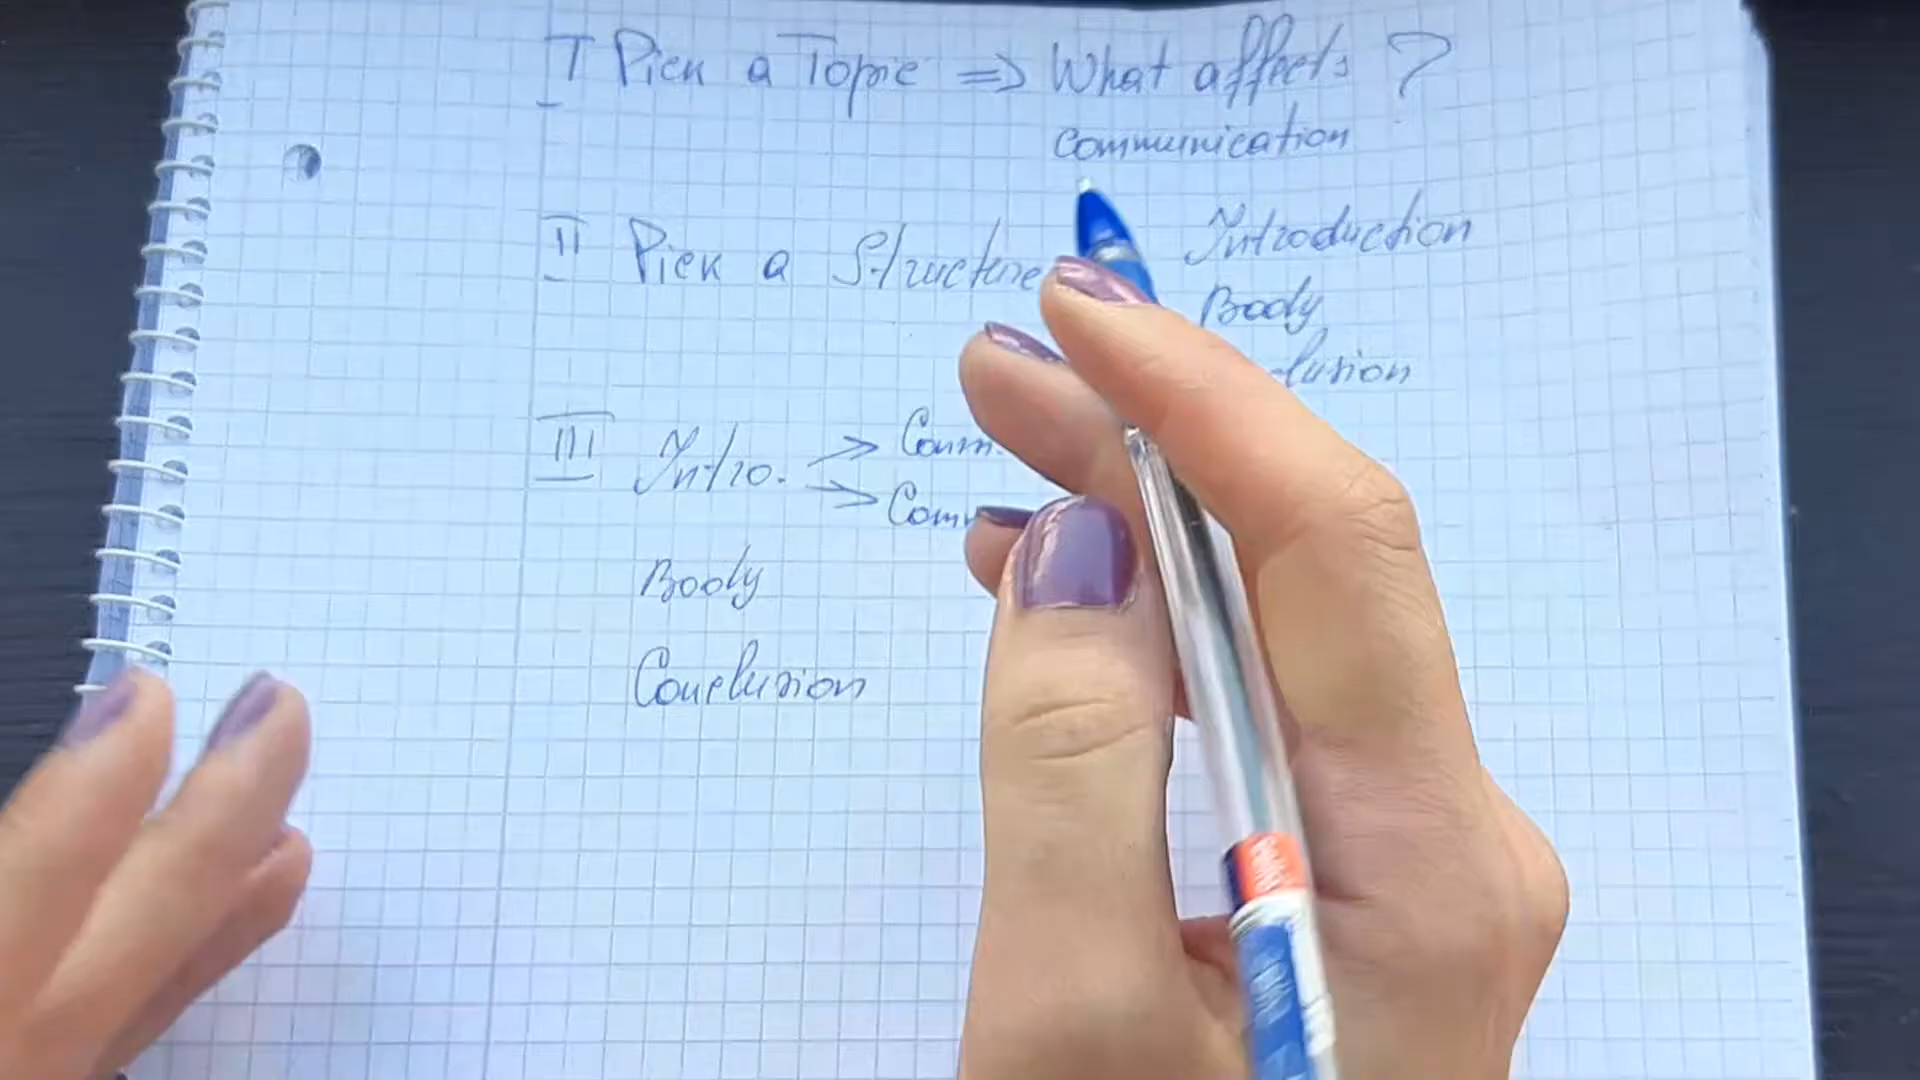 I Pick a Topic => What affects ?
communication
II Pick a Structure
Introduction
Body
III Intro.
Body
Conclusion